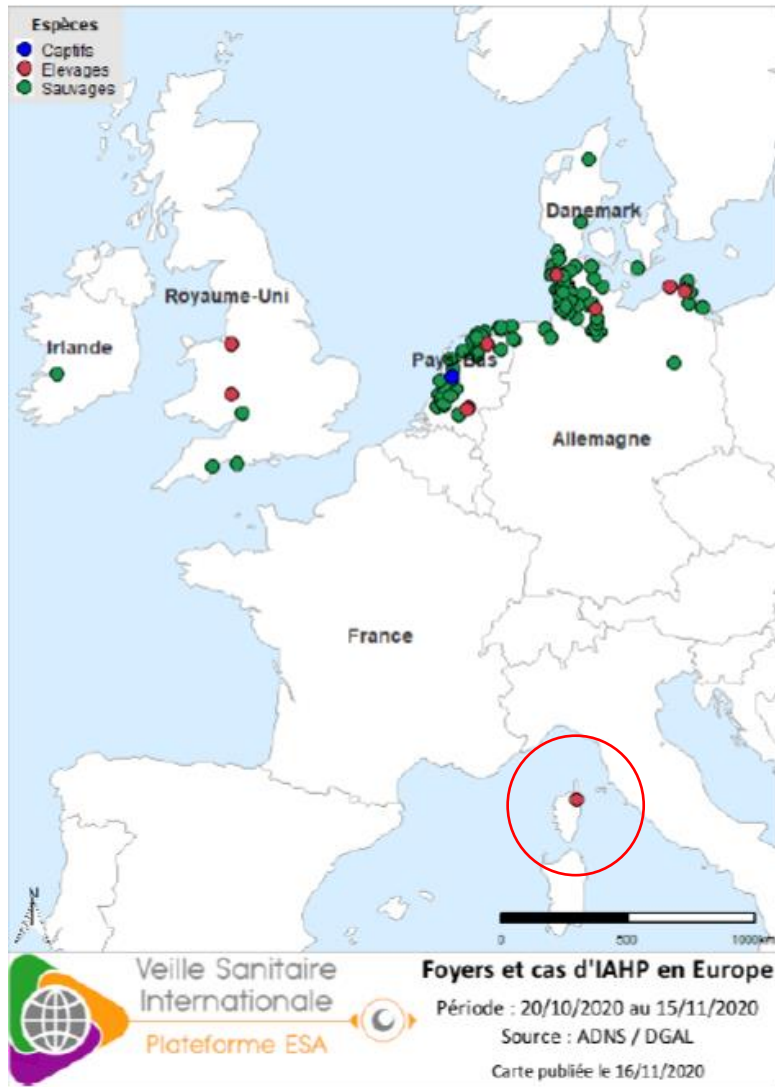 Espèces
Captifs
Elevages
Sauvages
Danemark
Royaume-Uni
Irlande
Pays-Bas
Allemagne
France
N
0 500 1000km
Veille Sanitaire
Internationale
Plateforme ESA
Foyers et cas d'IAHP en Europe
Période : 20/10/2020 au 15/11/2020
Source : ADNS / DGAL
Carte publiée le 16/11/2020